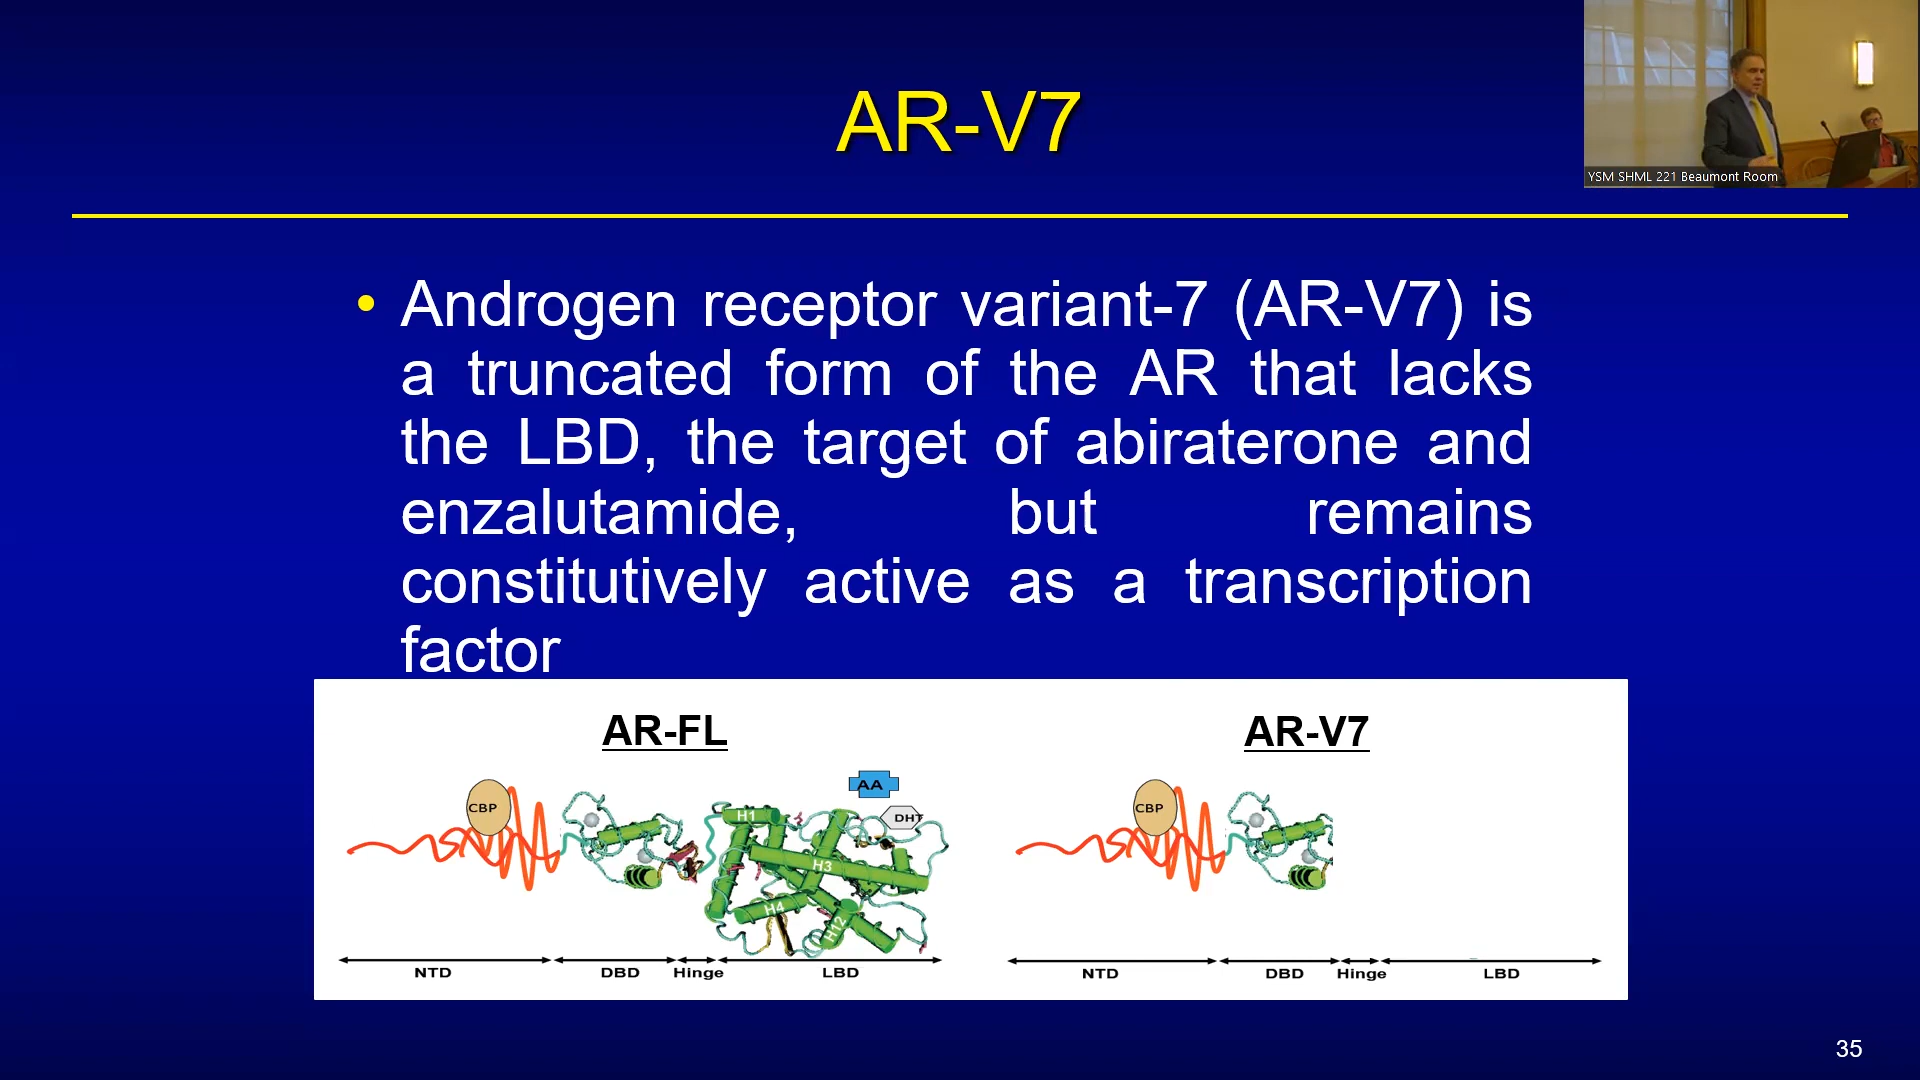 AR-V7
YSM SHML 221 Beaumont Room
• Androgen receptor variant-7 (AR-V7) is
a truncated form of the AR that lacks
the LBD, the target of abiraterone and
enzalutamide, but remains
constitutively active as a transcription
factor
AR-FL
CBP
AA
DHT
H1
H3
H4
H12
NTD DBD Hinge LBD
AR-V7
CBP
NTD DBD Hinge LBD
35